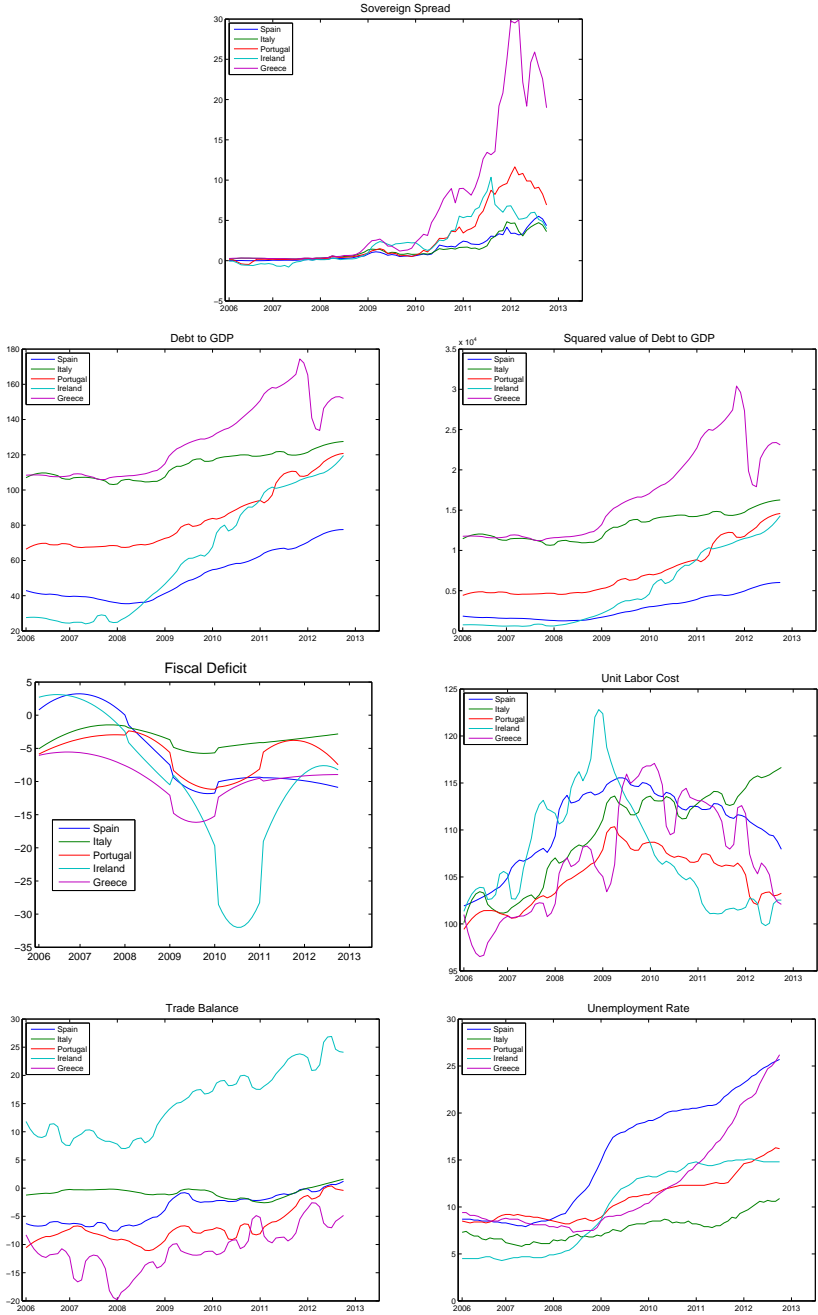 Sovereign Spread
30
25
20
15
10
5
0
−5
Spain
Italy
Portugal
Ireland
Greece
2006 2007 2008 2009 2010 2011 2012 2013
Debt to GDP
180
160
140
120
100
80
60
40
20
Spain
Italy
Portugal
Ireland
Greece
2006 2007 2008 2009 2010 2011 2012 2013
Squared value of Debt to GDP
x 10^4
3.5
3
2.5
2
1.5
1
0.5
0
Spain
Italy
Portugal
Ireland
Greece
2006 2007 2008 2009 2010 2011 2012 2013
Fiscal Deficit
5
0
−5
−10
−15
−20
−25
−30
−35
Spain
Italy
Portugal
Ireland
Greece
2006 2007 2008 2009 2010 2011 2012 2013
Unit Labor Cost
125
120
115
110
105
100
95
Spain
Italy
Portugal
Ireland
Greece
2006 2007 2008 2009 2010 2011 2012 2013
Trade Balance
30
25
20
15
10
5
0
−5
−10
−15
−20
Spain
Italy
Portugal
Ireland
Greece
2006 2007 2008 2009 2010 2011 2012 2013
Unemployment Rate
30
25
20
15
10
5
0
Spain
Italy
Portugal
Ireland
Greece
2006 2007 2008 2009 2010 2011 2012 2013